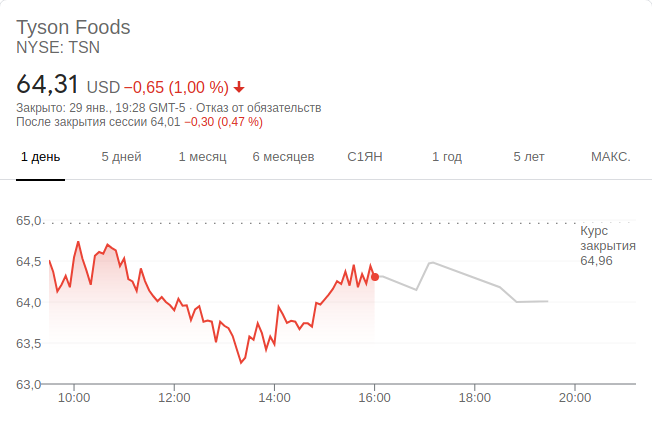 Tyson Foods
NYSE: TSN
64,31 USD −0,65 (1,00 %)
Закрыто: 29 янв., 19:28 GMT-5 · Отказ от обязательств
После закрытия сессии 64,01 −0,30 (0,47 %)
1 день 5 дней 1 месяц 6 месяцев С1ЯН 1 год 5 лет МАКС.
65,0
Курс
закрытия
64,96
64,5
64,0
63,5
63,0
10:00 12:00 14:00 16:00 18:00 20:00